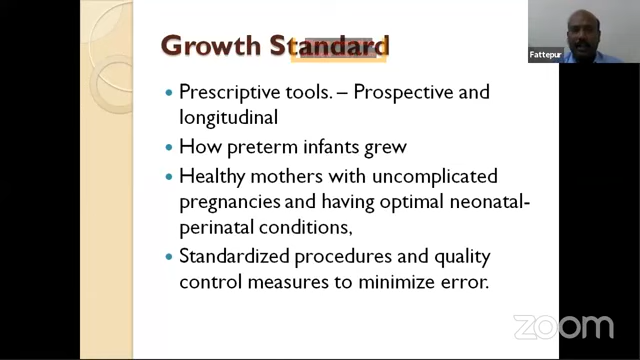 Growth Standard
Fattepur
• Prescriptive tools. – Prospective and
longitudinal
• How preterm infants grew
• Healthy mothers with uncomplicated
pregnancies and having optimal neonatal-
perinatal conditions,
• Standardized procedures and quality
control measures to minimize error.
zoom